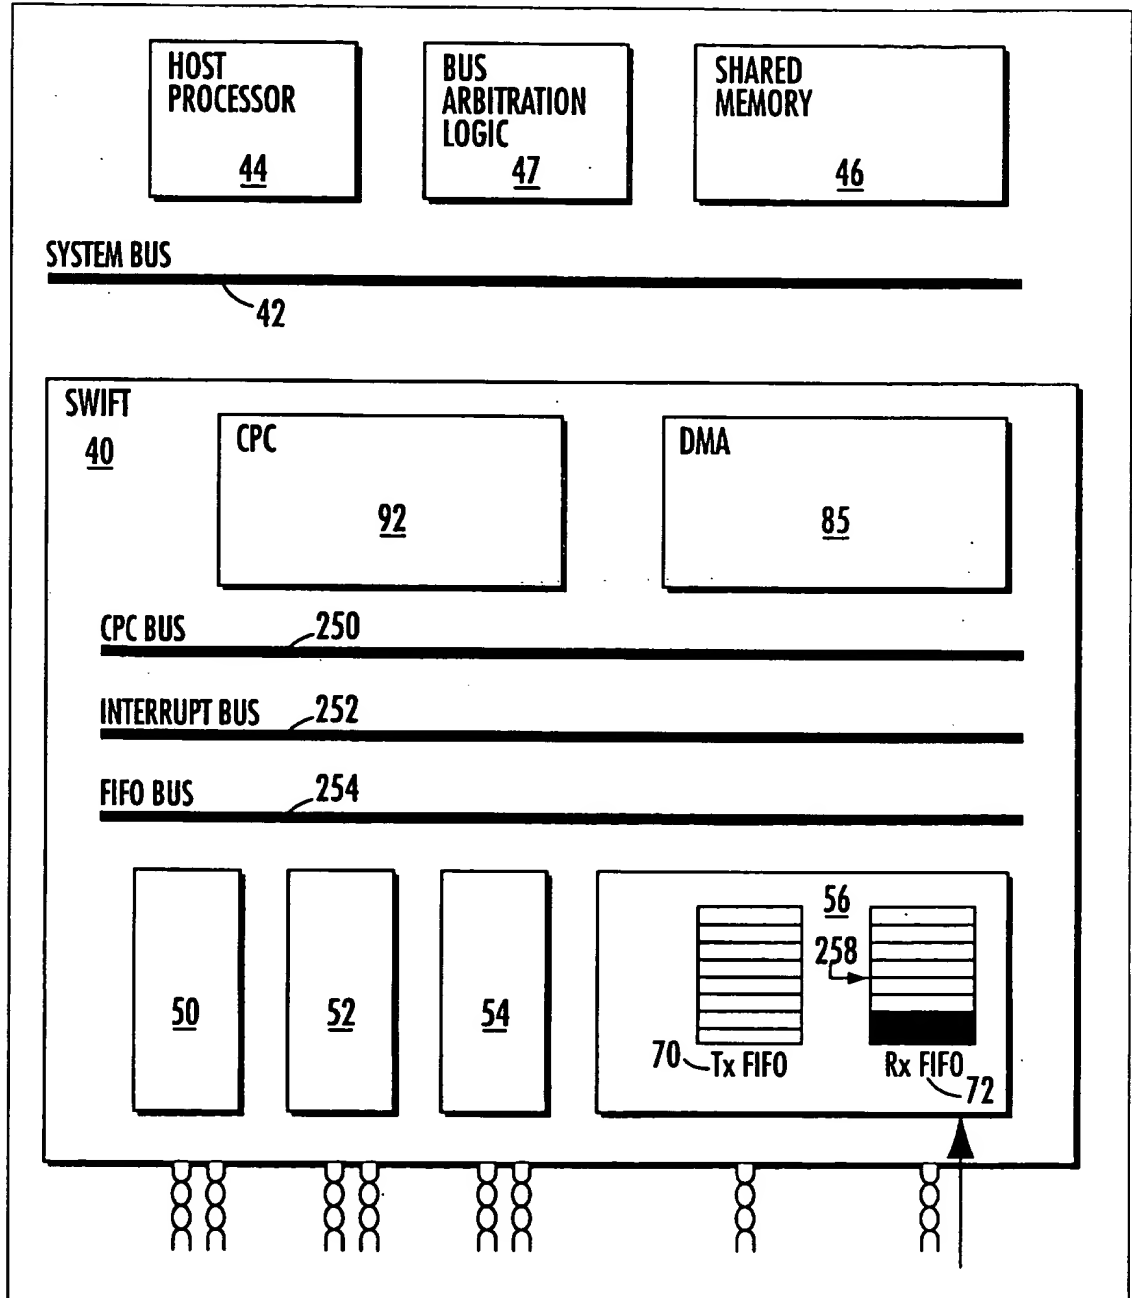 HOST
PROCESSOR
44
BUS
ARBITRATION
LOGIC
47
SHARED
MEMORY
46
SYSTEM BUS
42
SWIFT
40
CPC
92
DMA
85
CPC BUS
250
INTERRUPT BUS
252
FIFO BUS
254
50
52
54
56
258
70
Tx FIFO
Rx FIFO
72